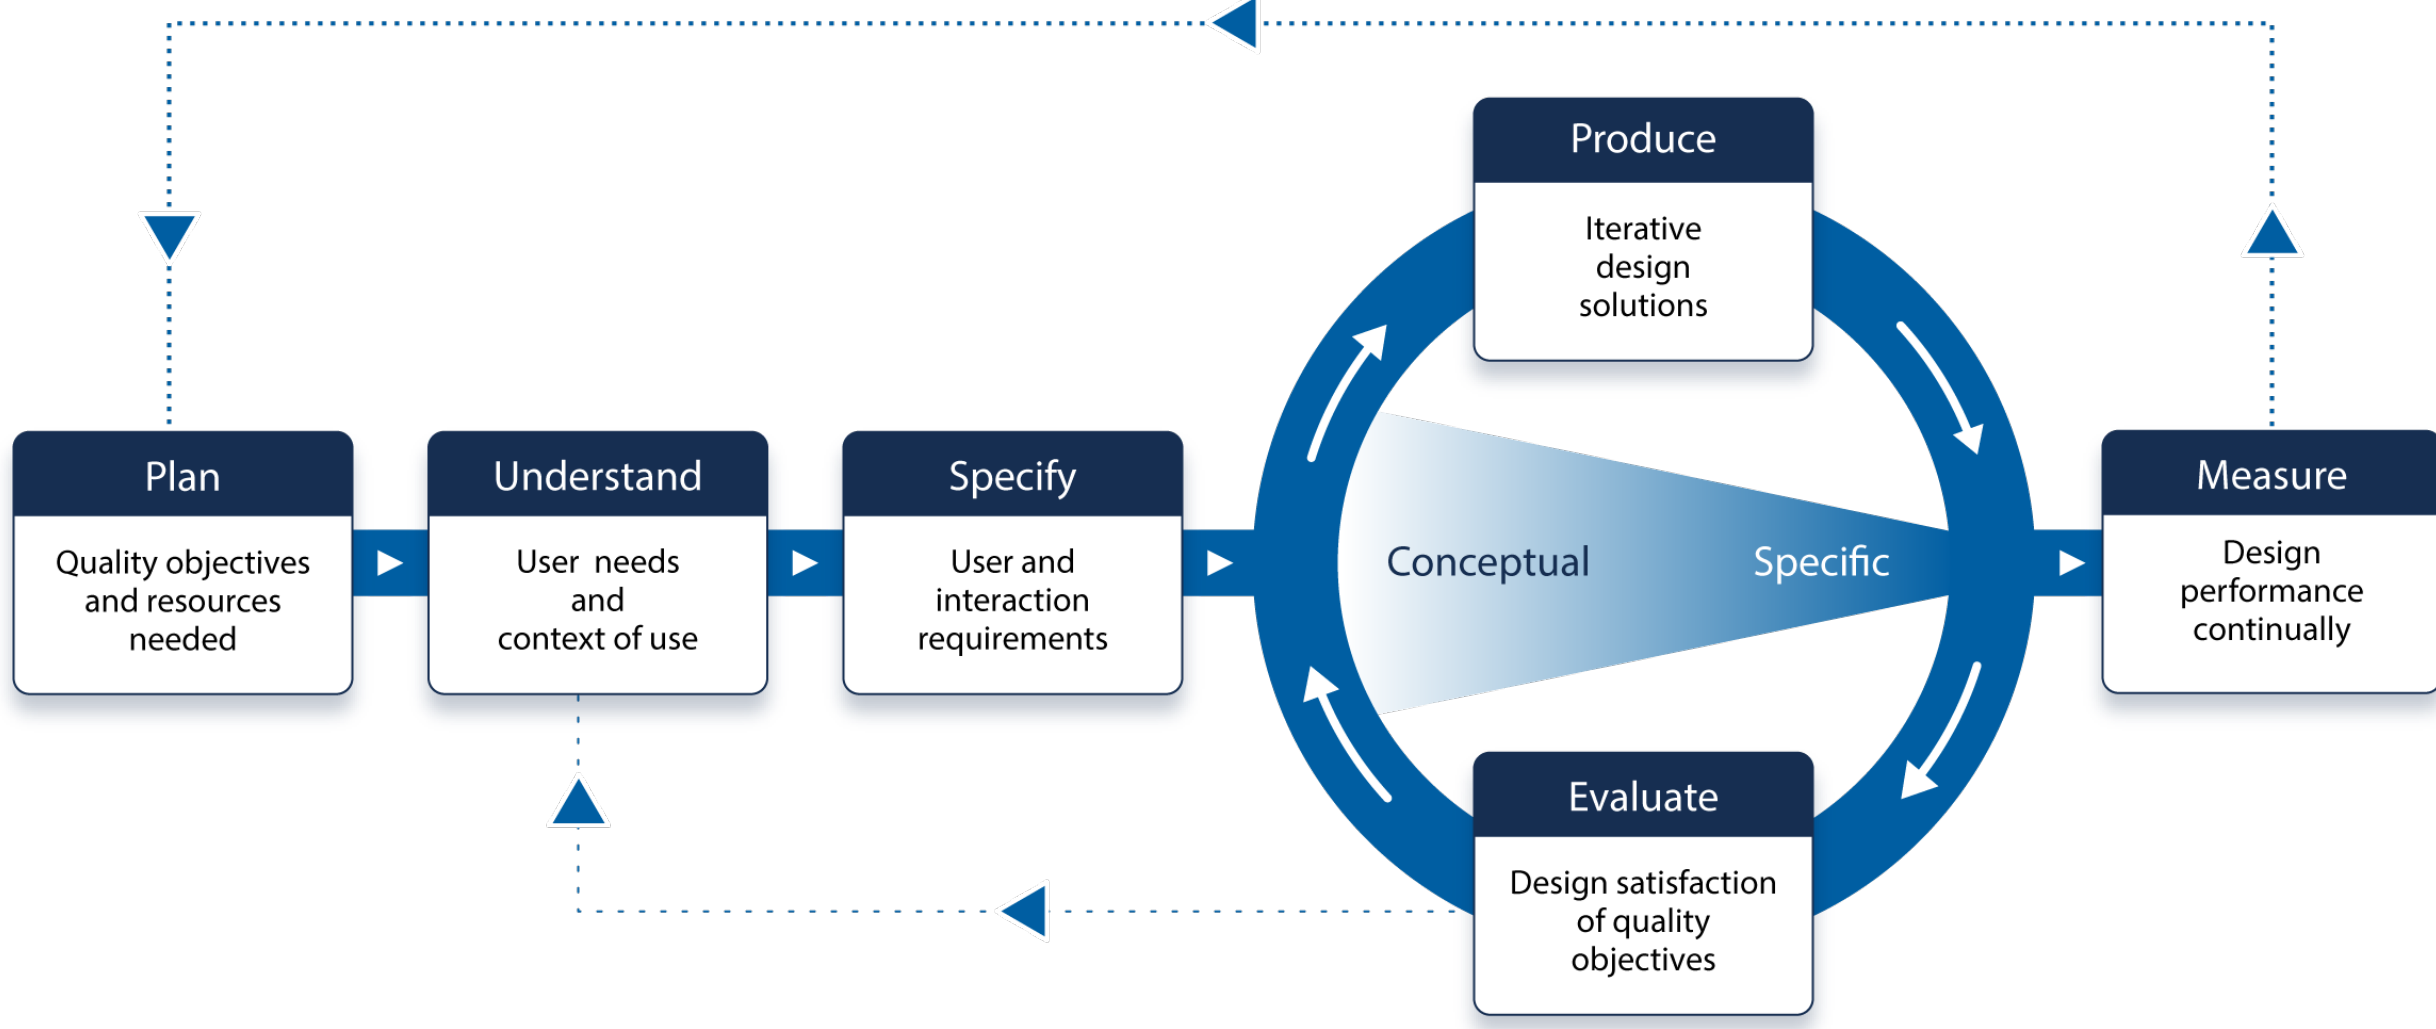 Produce
Iterative
design
solutions
Plan
Quality objectives
and resources
needed
Understand
User needs
and
context of use
Specify
User and
interaction
requirements
Conceptual
Specific
Measure
Design
performance
continually
Evaluate
Design satisfaction
of quality
objectives